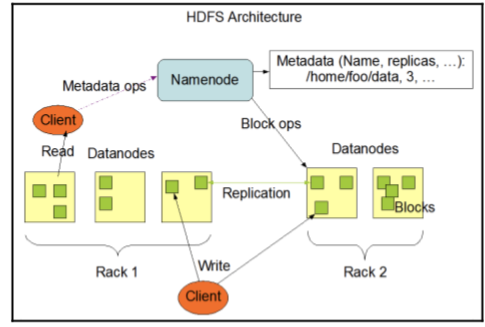 HDFS Architecture
Namenode
Metadata (Name, replicas, …):
/home/foo/data, 3, …
Metadata ops
Client
Block ops
Read
Datanodes
Datanodes
Replication
Blocks
Rack 1
Write
Rack 2
Client